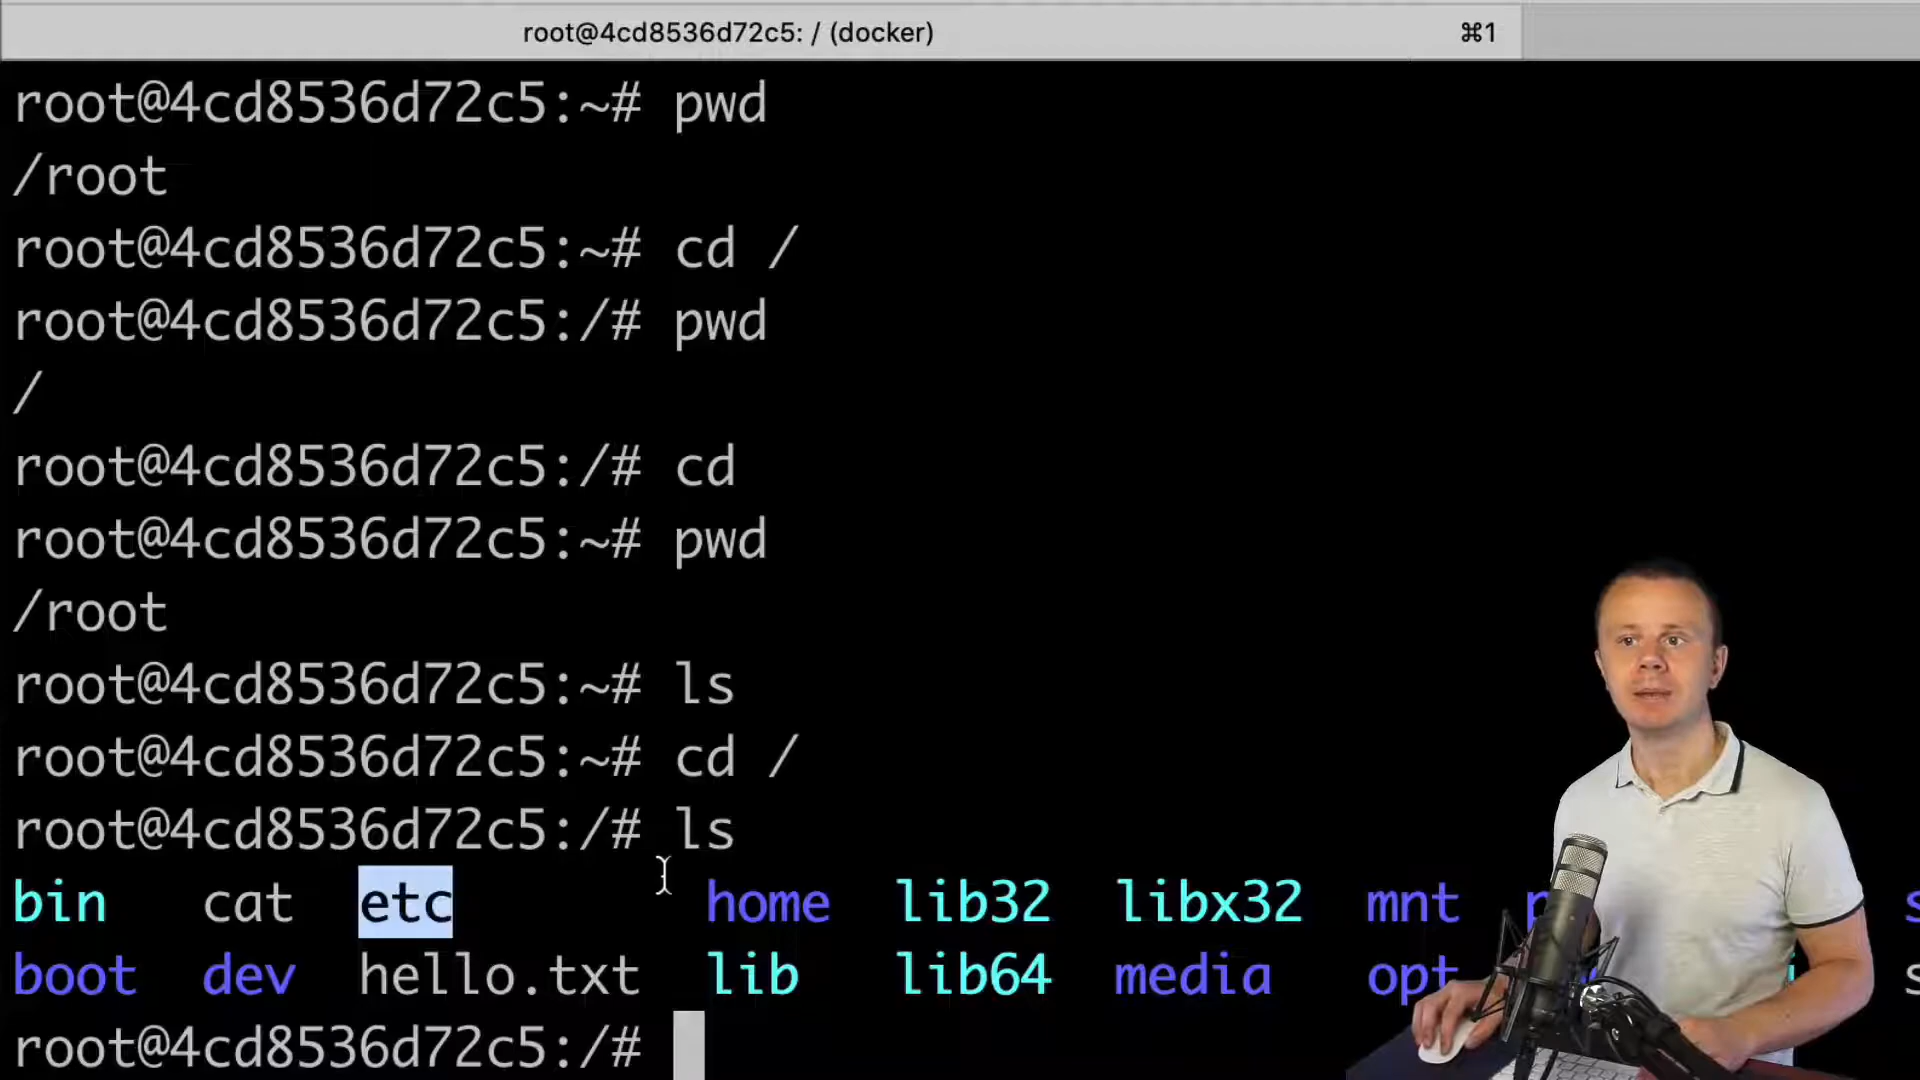 root@4cd8536d72c5: / (docker) ⌘1
root@4cd8536d72c5:~# pwd
/root
root@4cd8536d72c5:~# cd /
root@4cd8536d72c5:/# pwd
/
root@4cd8536d72c5:/# cd
root@4cd8536d72c5:~# pwd
/root
root@4cd8536d72c5:~# ls
root@4cd8536d72c5:~# cd /
root@4cd8536d72c5:/# ls
bin cat etc home lib32 libx32 mnt
boot dev hello.txt lib lib64 media opt
root@4cd8536d72c5:/#